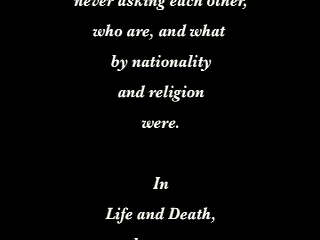 never asking each other,
who are, and what
by nationality
and religion
were.
In
Life and Death,